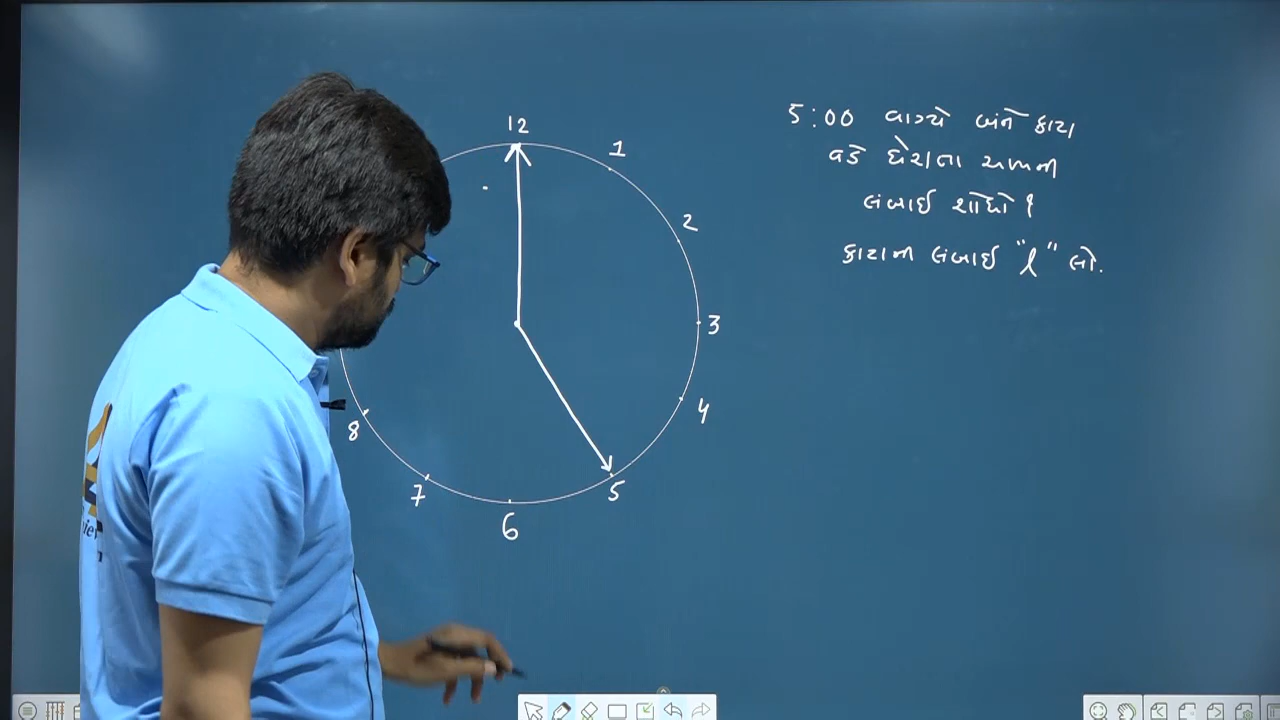 12
1
2
3
4
5
6
7
8
5:00 વાગ્યે બંને કાંટા
વડે ઘેરાતા ચાપની
લંબાઈ શોધો ?
કાંટાની લંબાઈ "l" લો.